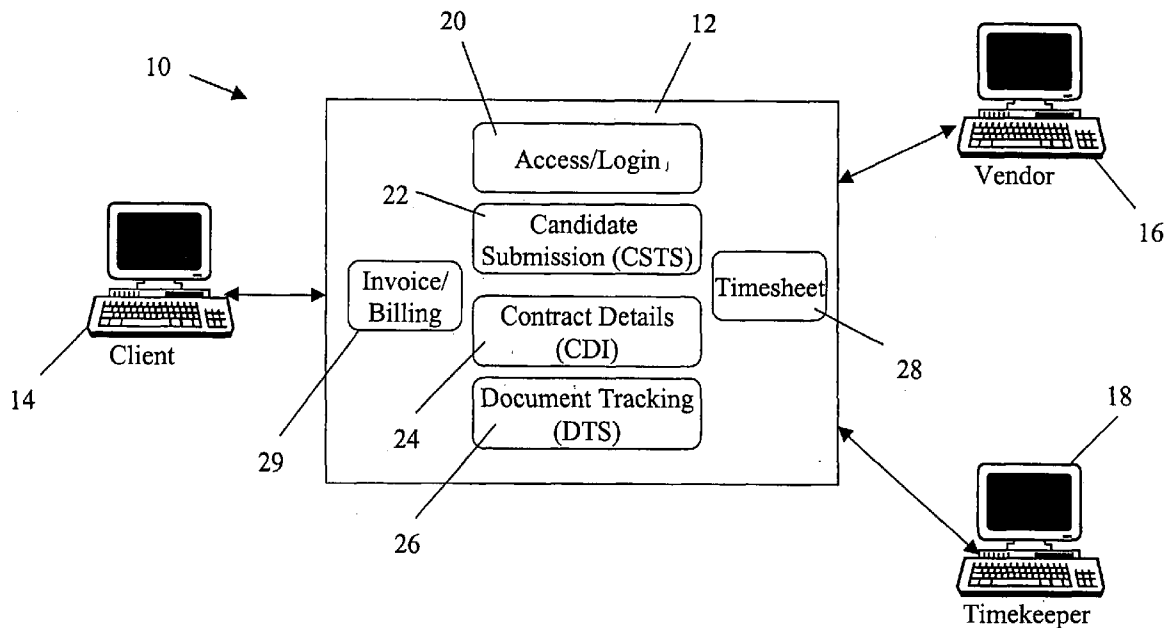 20
12
10
Access/Login
22
Candidate
Submission (CSTS)
Vendor
16
Invoice/
Billing
Timesheet
Client
Contract Details
(CDI)
28
14
Document Tracking
(DTS)
18
24
29
26
Timekeeper